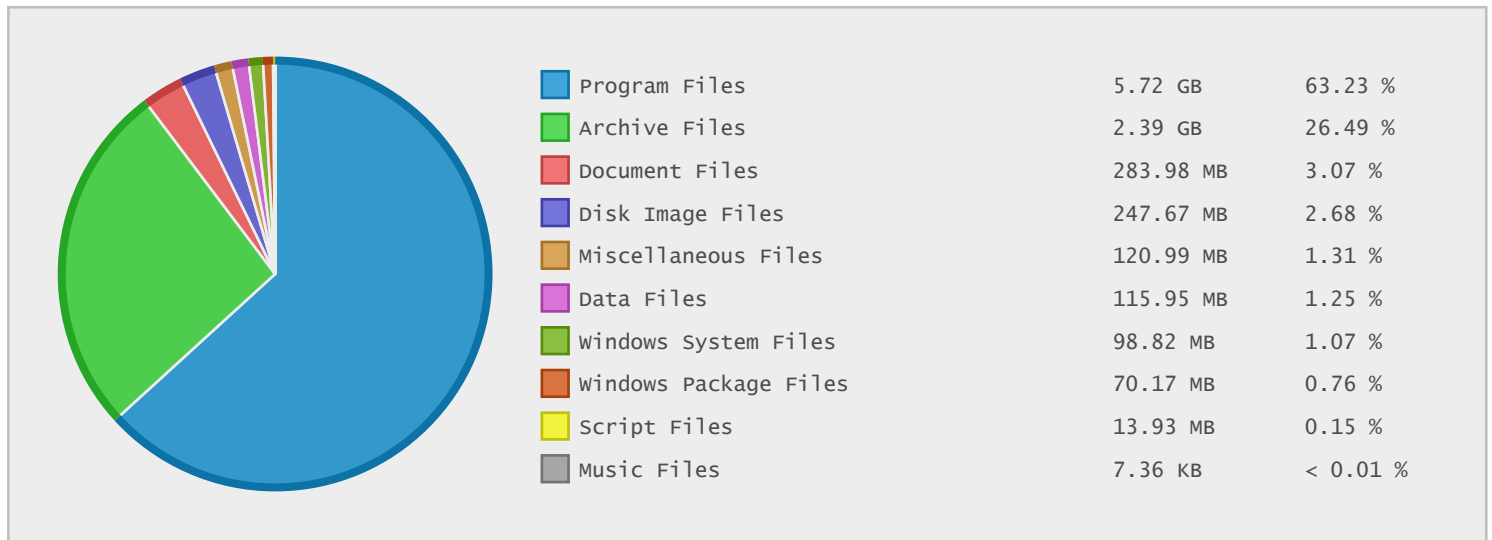 Program Files 5.72 GB 63.23 %
Archive Files 2.39 GB 26.49 %
Document Files 283.98 MB 3.07 %
Disk Image Files 247.67 MB 2.68 %
Miscellaneous Files 120.99 MB 1.31 %
Data Files 115.95 MB 1.25 %
Windows System Files 98.82 MB 1.07 %
Windows Package Files 70.17 MB 0.76 %
Script Files 13.93 MB 0.15 %
Music Files 7.36 KB < 0.01 %